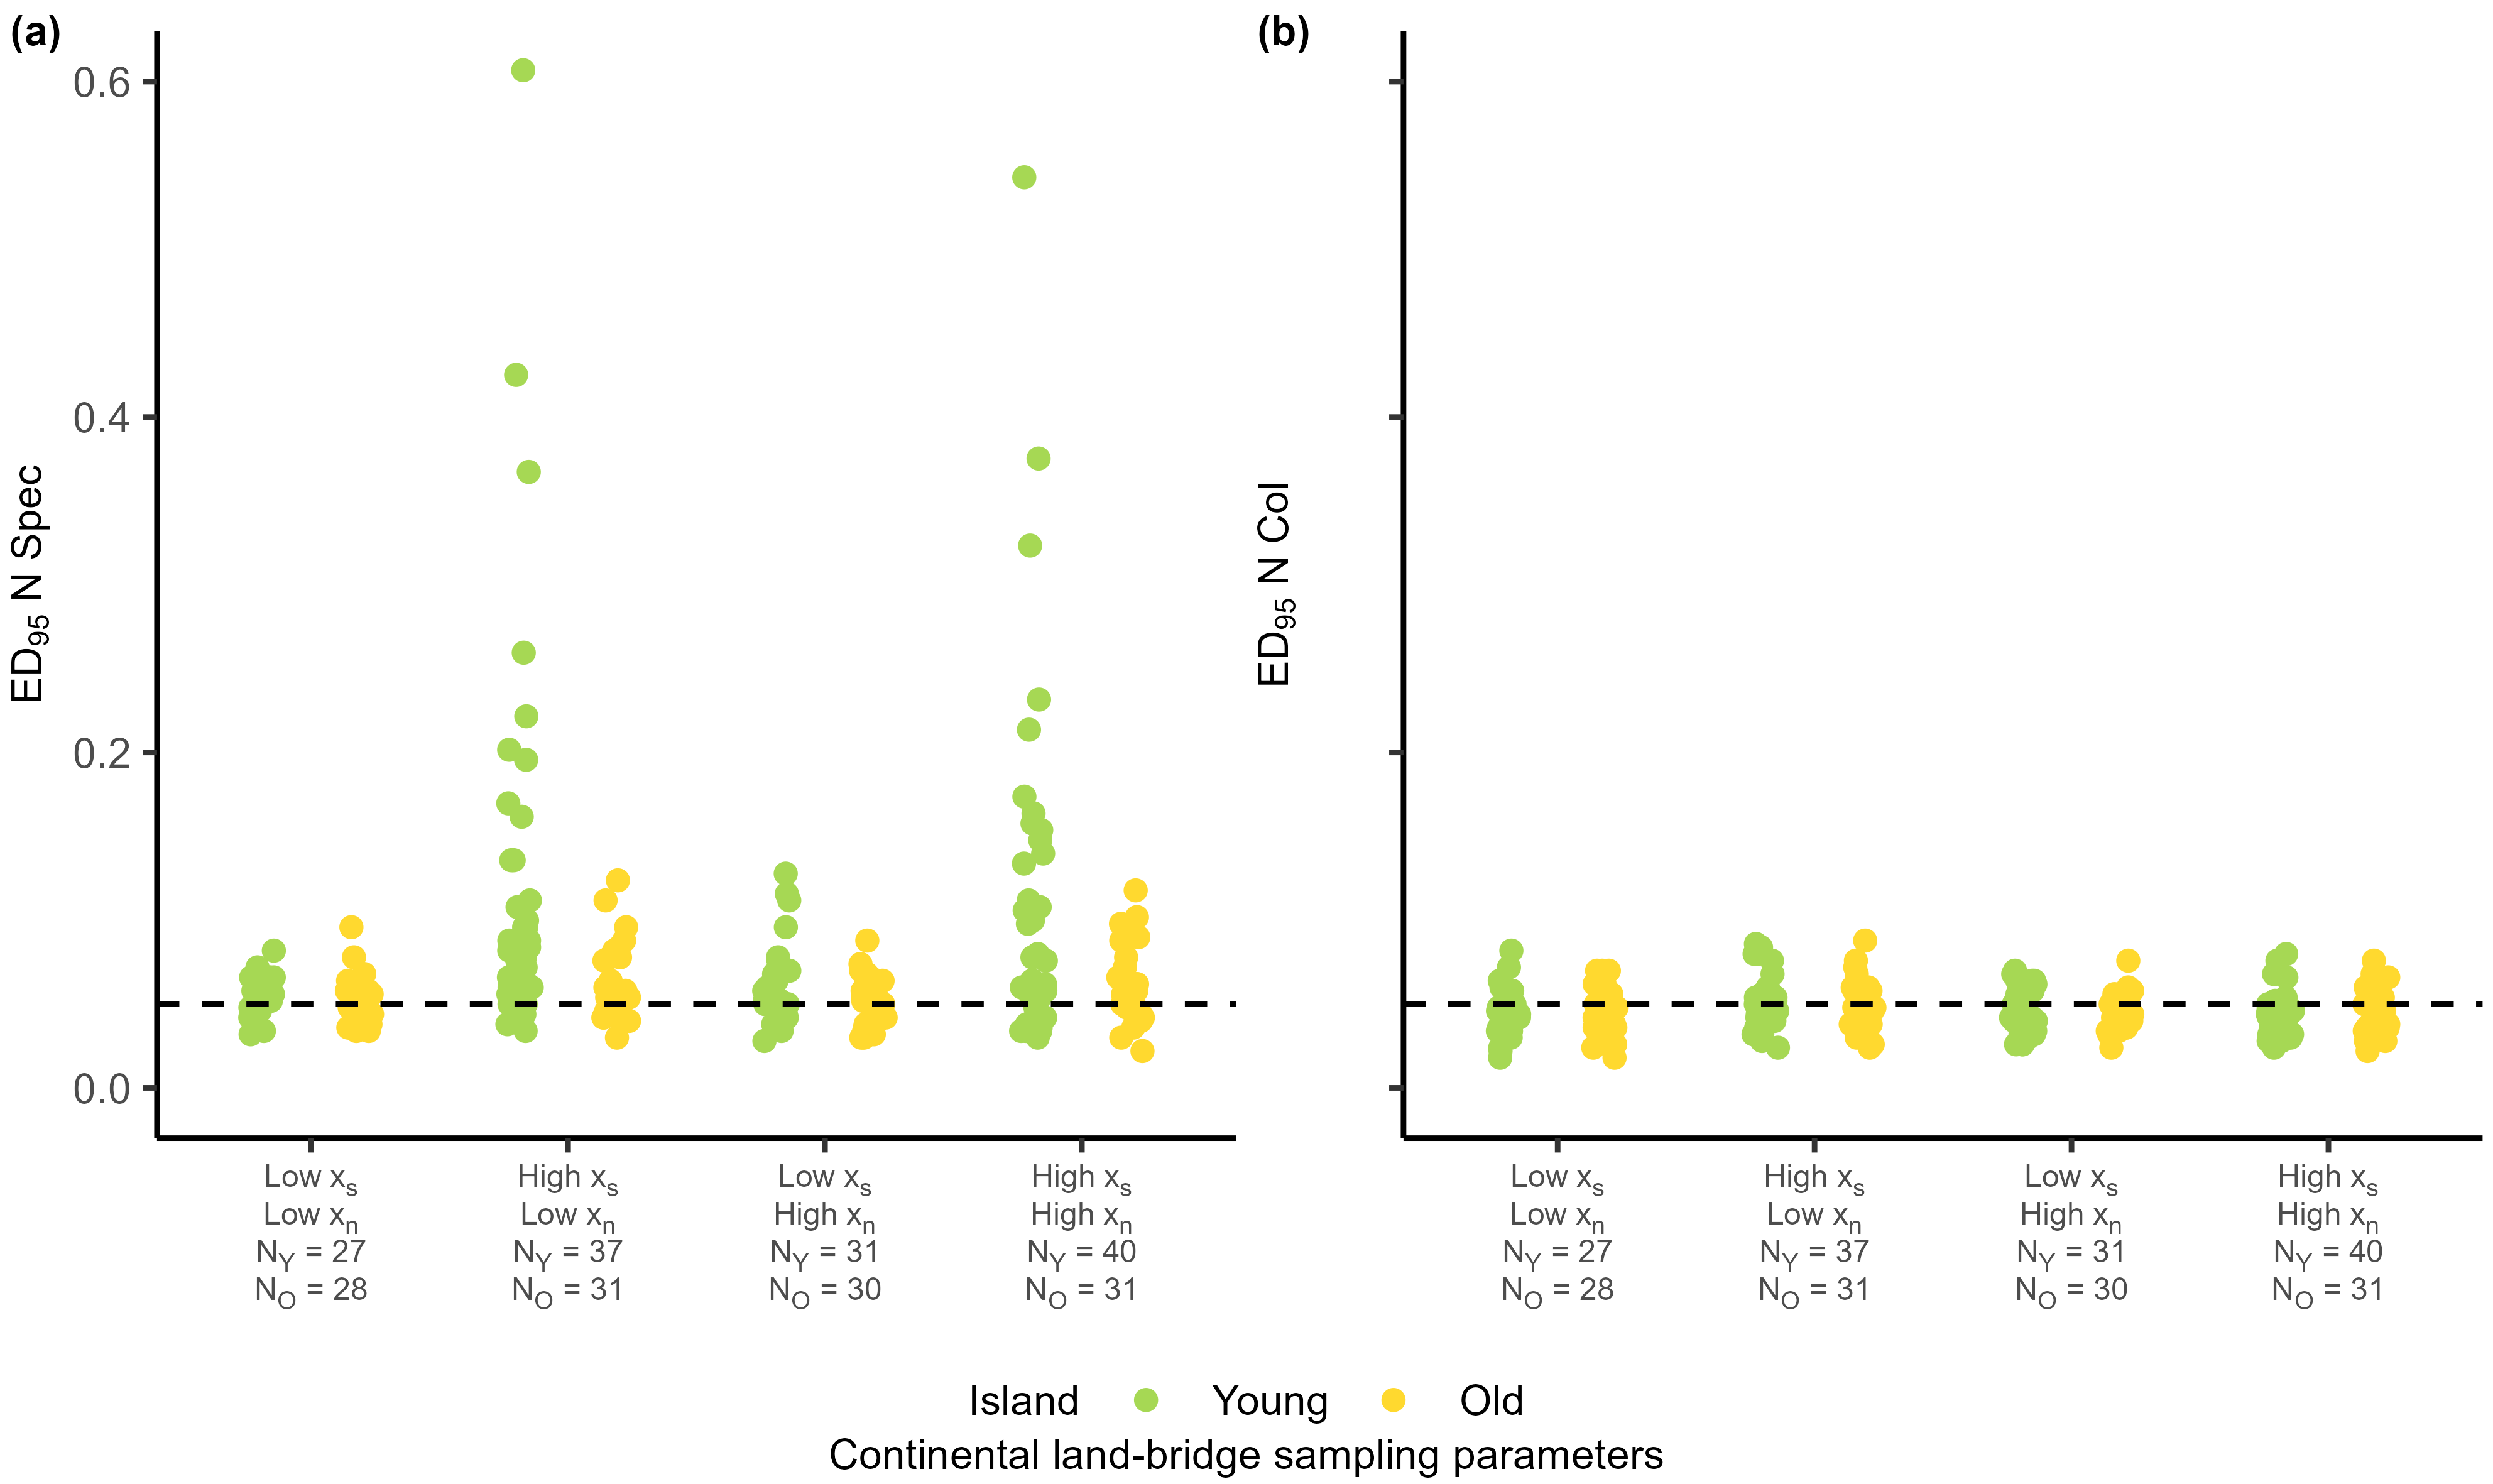 (a)
0.6
0.4
0.2
0.0
ED95 N Spec
Low xs
Low xn
NY = 27
NO = 28
High xs
Low xn
NY = 37
NO = 31
Low xs
High xn
NY = 31
NO = 30
High xs
High xn
NY = 40
NO = 31
(b)
ED95 N Col
Low xs
Low xn
NY = 27
NO = 28
High xs
Low xn
NY = 37
NO = 31
Low xs
High xn
NY = 31
NO = 30
High xs
High xn
NY = 40
NO = 31
Island Young Old
Continental land-bridge sampling parameters